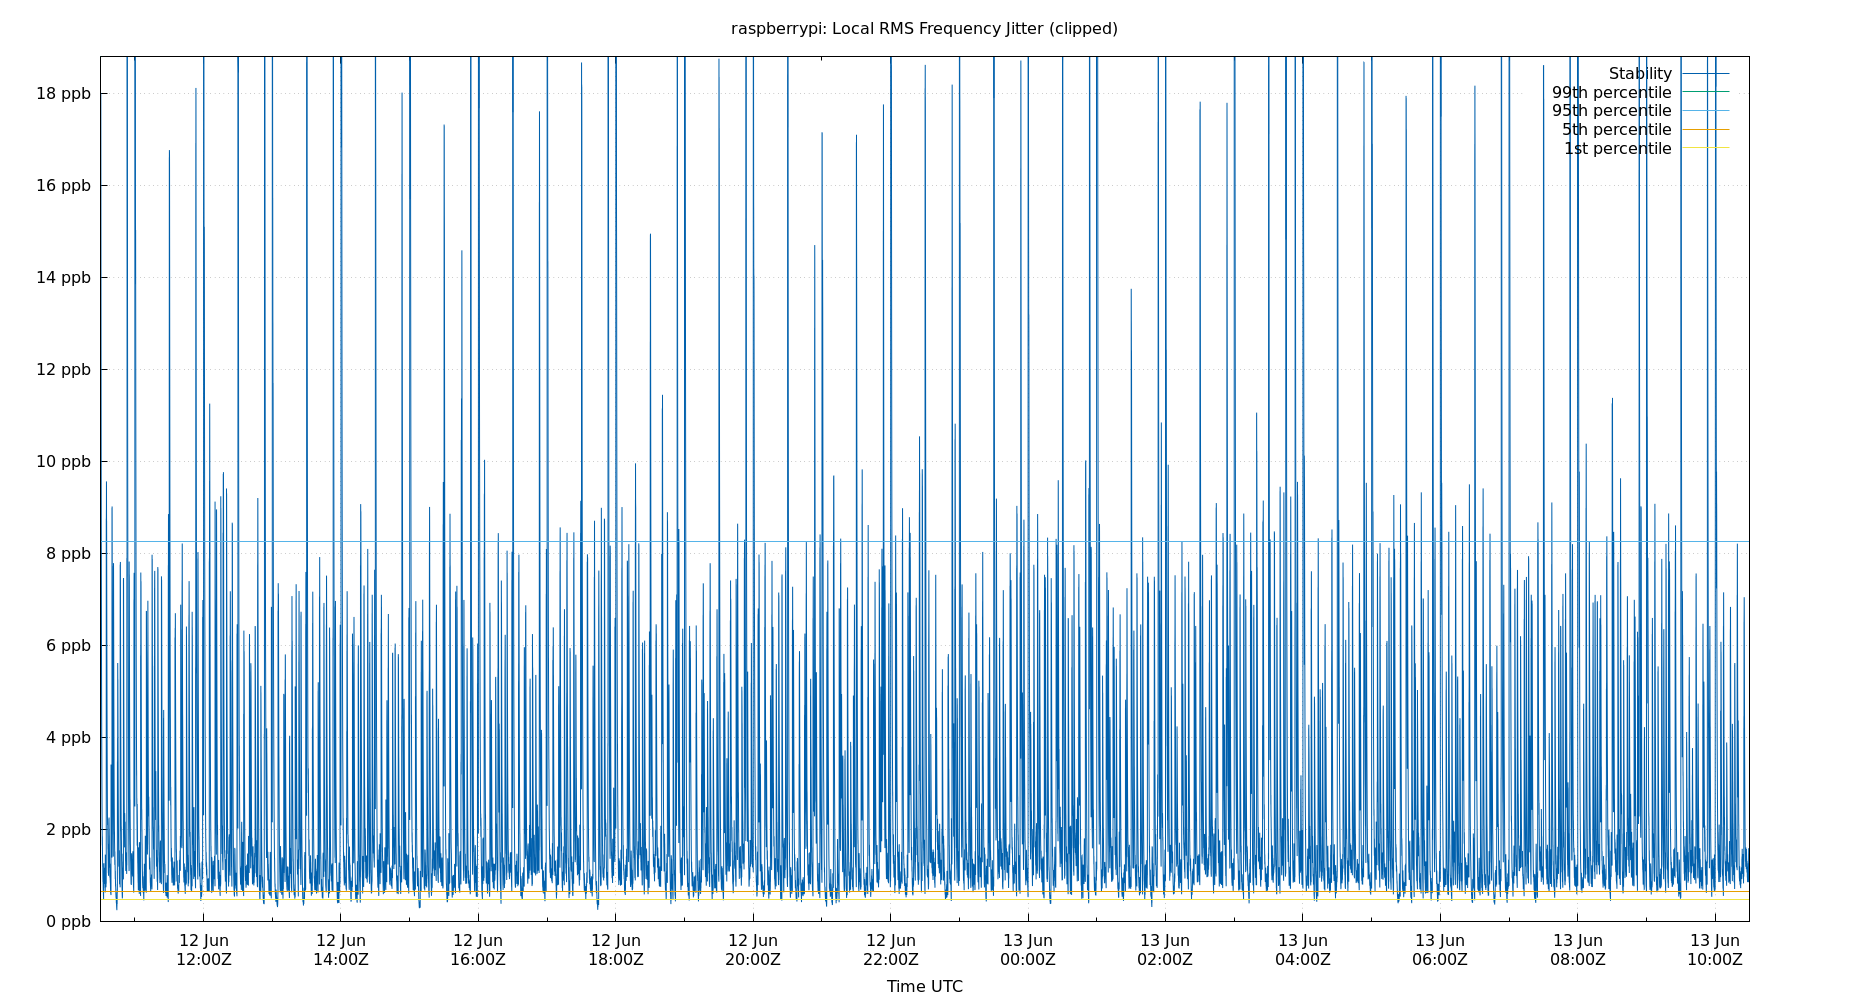 raspberrypi: Local RMS Frequency Jitter (clipped)
Stability
99th percentile
95th percentile
5th percentile
1st percentile
18 ppb
16 ppb
14 ppb
12 ppb
10 ppb
8 ppb
6 ppb
4 ppb
2 ppb
0 ppb
12 Jun 12 Jun 12 Jun 12 Jun 12 Jun 12 Jun 13 Jun 13 Jun 13 Jun 13 Jun 13 Jun 13 Jun
12:00Z 14:00Z 16:00Z 18:00Z 20:00Z 22:00Z 00:00Z 02:00Z 04:00Z 06:00Z 08:00Z 10:00Z
Time UTC